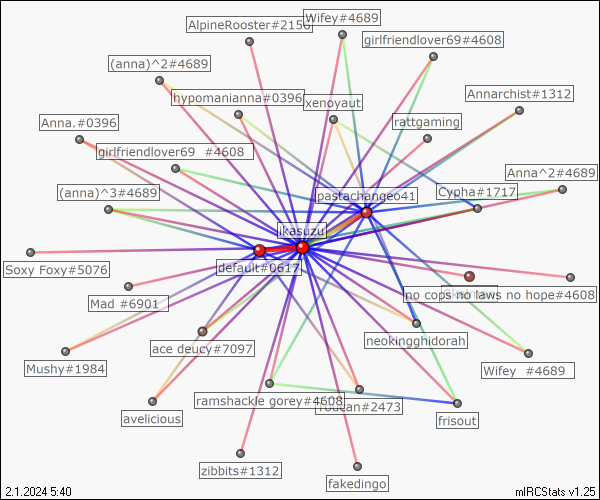 AlpineRooster#2150
Wifey#4689
girlfriendlover69#4608
(anna)^2#4689
hypomanianna#0396
xenoyaut
Annarchist#1312
Anna.#0396
rattgaming
girlfriendlover69 #4608
Anna^2#4689
(anna)^3#4689
pastachange041
Cypha#1717
ikasuzu
Soxy Foxy#5076
default#0617
no cops no laws no hope#4608
Mad #6901
neokingghidorah
ace deucy#7097
Mushy#1984
Wifey #4689
ramshackle gorey#4608
frisout
avelicious
zibbits#1312
fakedingo
2.1.2024 5:40
mIRCStats v1.25